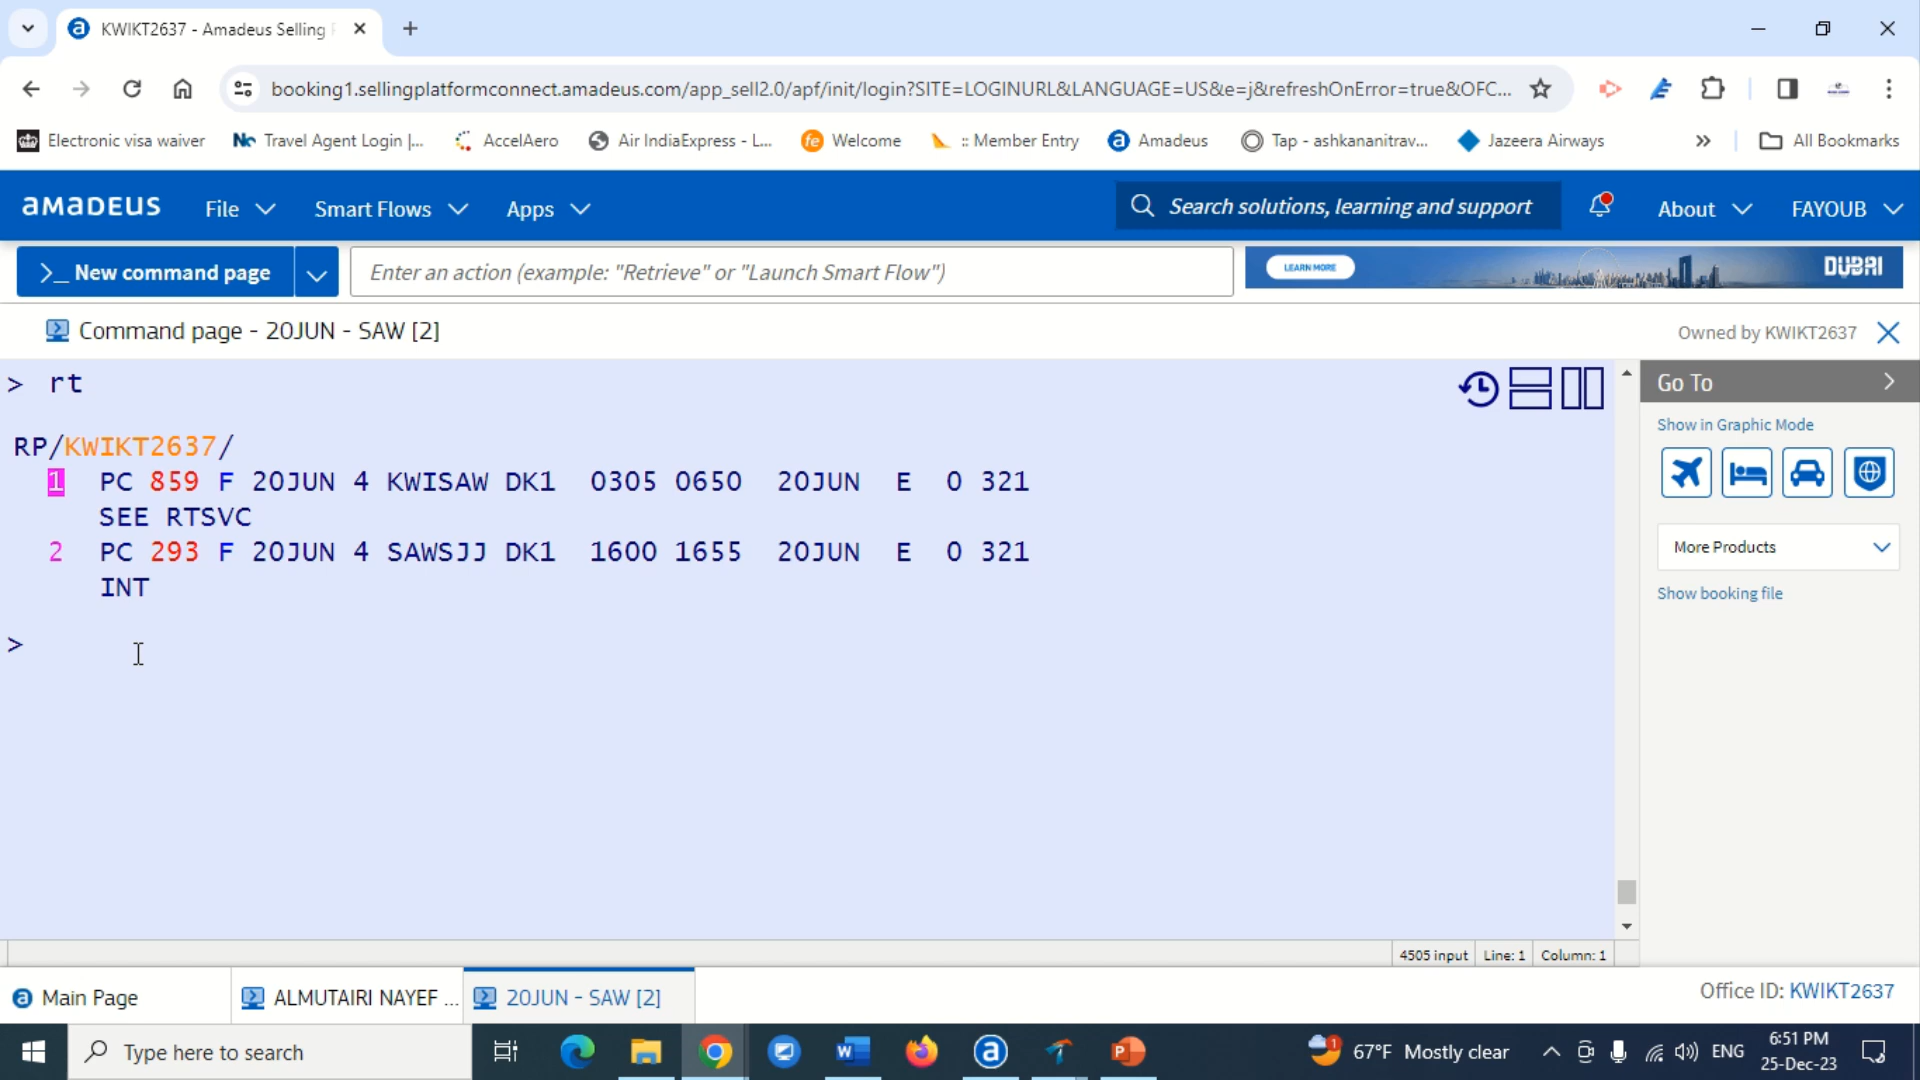 KWIKT2637 - Amadeus Selling
booking1.sellingplatformconnect.amadeus.com/app_sell2.0/apf/init/login?SITE=LOGINURL&LANGUAGE=US&e=j&refreshOnError=true&OFC...
Electronic visa waiver
Travel Agent Login |...
AccelAero
Air IndiaExpress - L...
Welcome
:: Member Entry
Amadeus
Tap - ashkananitrav...
Jazeera Airways
All Bookmarks
amadeus
File
Smart Flows
Apps
Search solutions, learning and support
About
FAYOUB
>_ New command page
Enter an action (example: "Retrieve" or "Launch Smart Flow")
LEARN MORE
DUBAI
Command page - 20JUN - SAW [2]
Owned by KWIKT2637
> rt
RP/KWIKT2637/
1 PC 859 F 20JUN 4 KWISAW DK1 0305 0650 20JUN E 0 321
SEE RTSVC
2 PC 293 F 20JUN 4 SAWSJJ DK1 1600 1655 20JUN E 0 321
INT
>
Go To
Show in Graphic Mode
More Products
Show booking file
4505 input
Line: 1
Column: 1
Main Page
ALMUTAIRI NAYEF ...
20JUN - SAW [2]
Office ID: KWIKT2637
Type here to search
67°F Mostly clear
ENG
6:51 PM
25-Dec-23